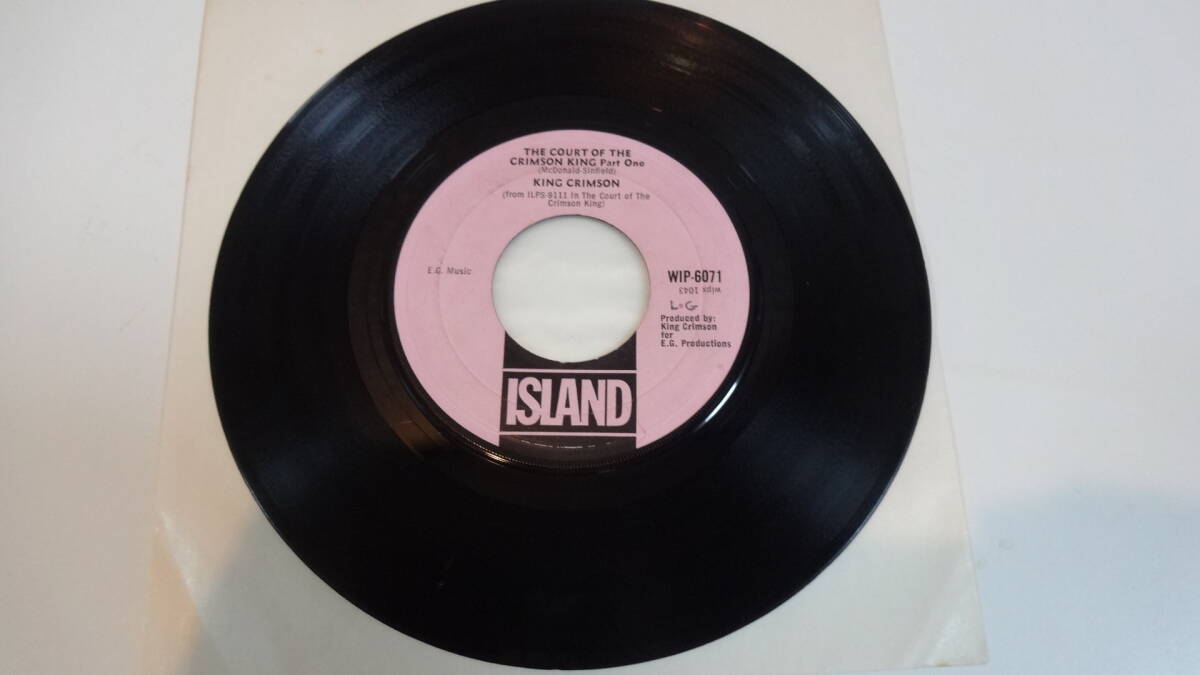 THE COURT OF THE
CRIMSON KING Part One
(McDonald-Sinfield)
KING CRIMSON
(from ILPS-9111 In The Court of The
Crimson King)
E.G. Music
WIP-6071
wips 1043
L.G
Produced by:
King Crimson
for
E.G. Productions
ISLAND